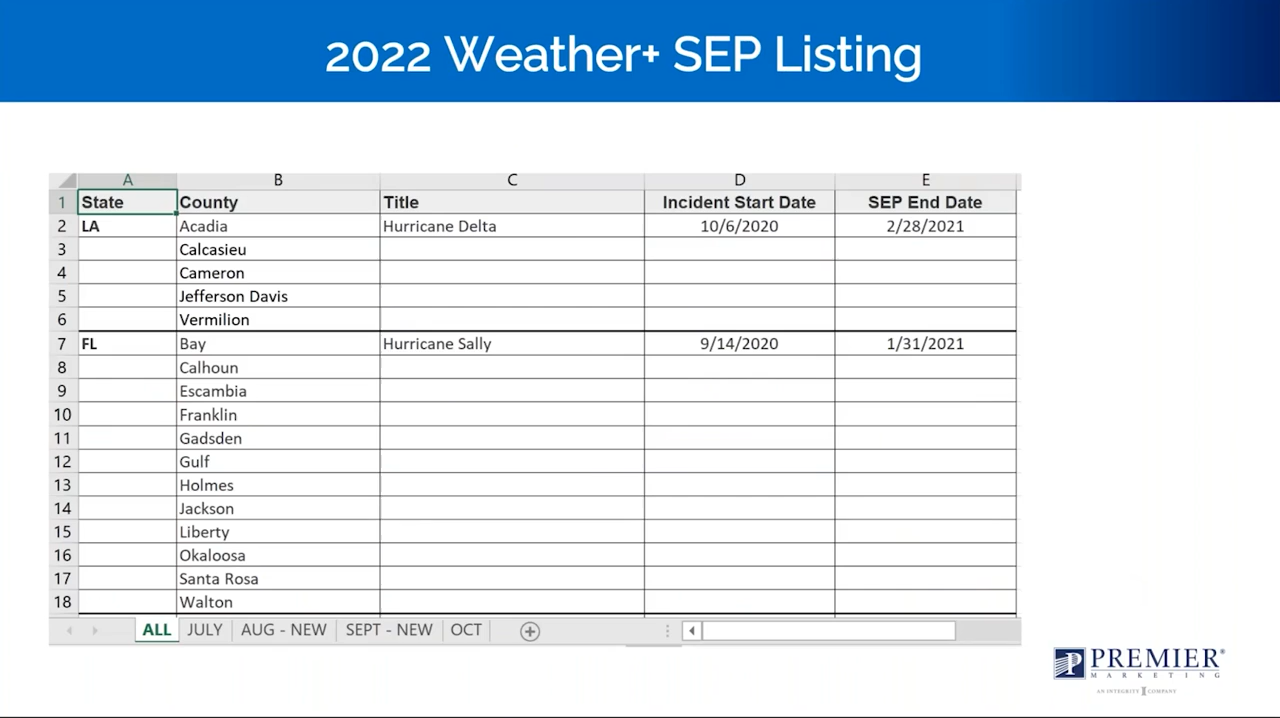 2022 Weather+ SEP Listing
A B C D E
1 State County Title Incident Start Date SEP End Date
2 LA Acadia Hurricane Delta 10/6/2020 2/28/2021
3 Calcasieu
4 Cameron
5 Jefferson Davis
6 Vermilion
7 FL Bay Hurricane Sally 9/14/2020 1/31/2021
8 Calhoun
9 Escambia
10 Franklin
11 Gadsden
12 Gulf
13 Holmes
14 Jackson
15 Liberty
16 Okaloosa
17 Santa Rosa
18 Walton
ALL JULY AUG - NEW SEPT - NEW OCT
PREMIER®
MARKETING
AN INTEGRITY COMPANY